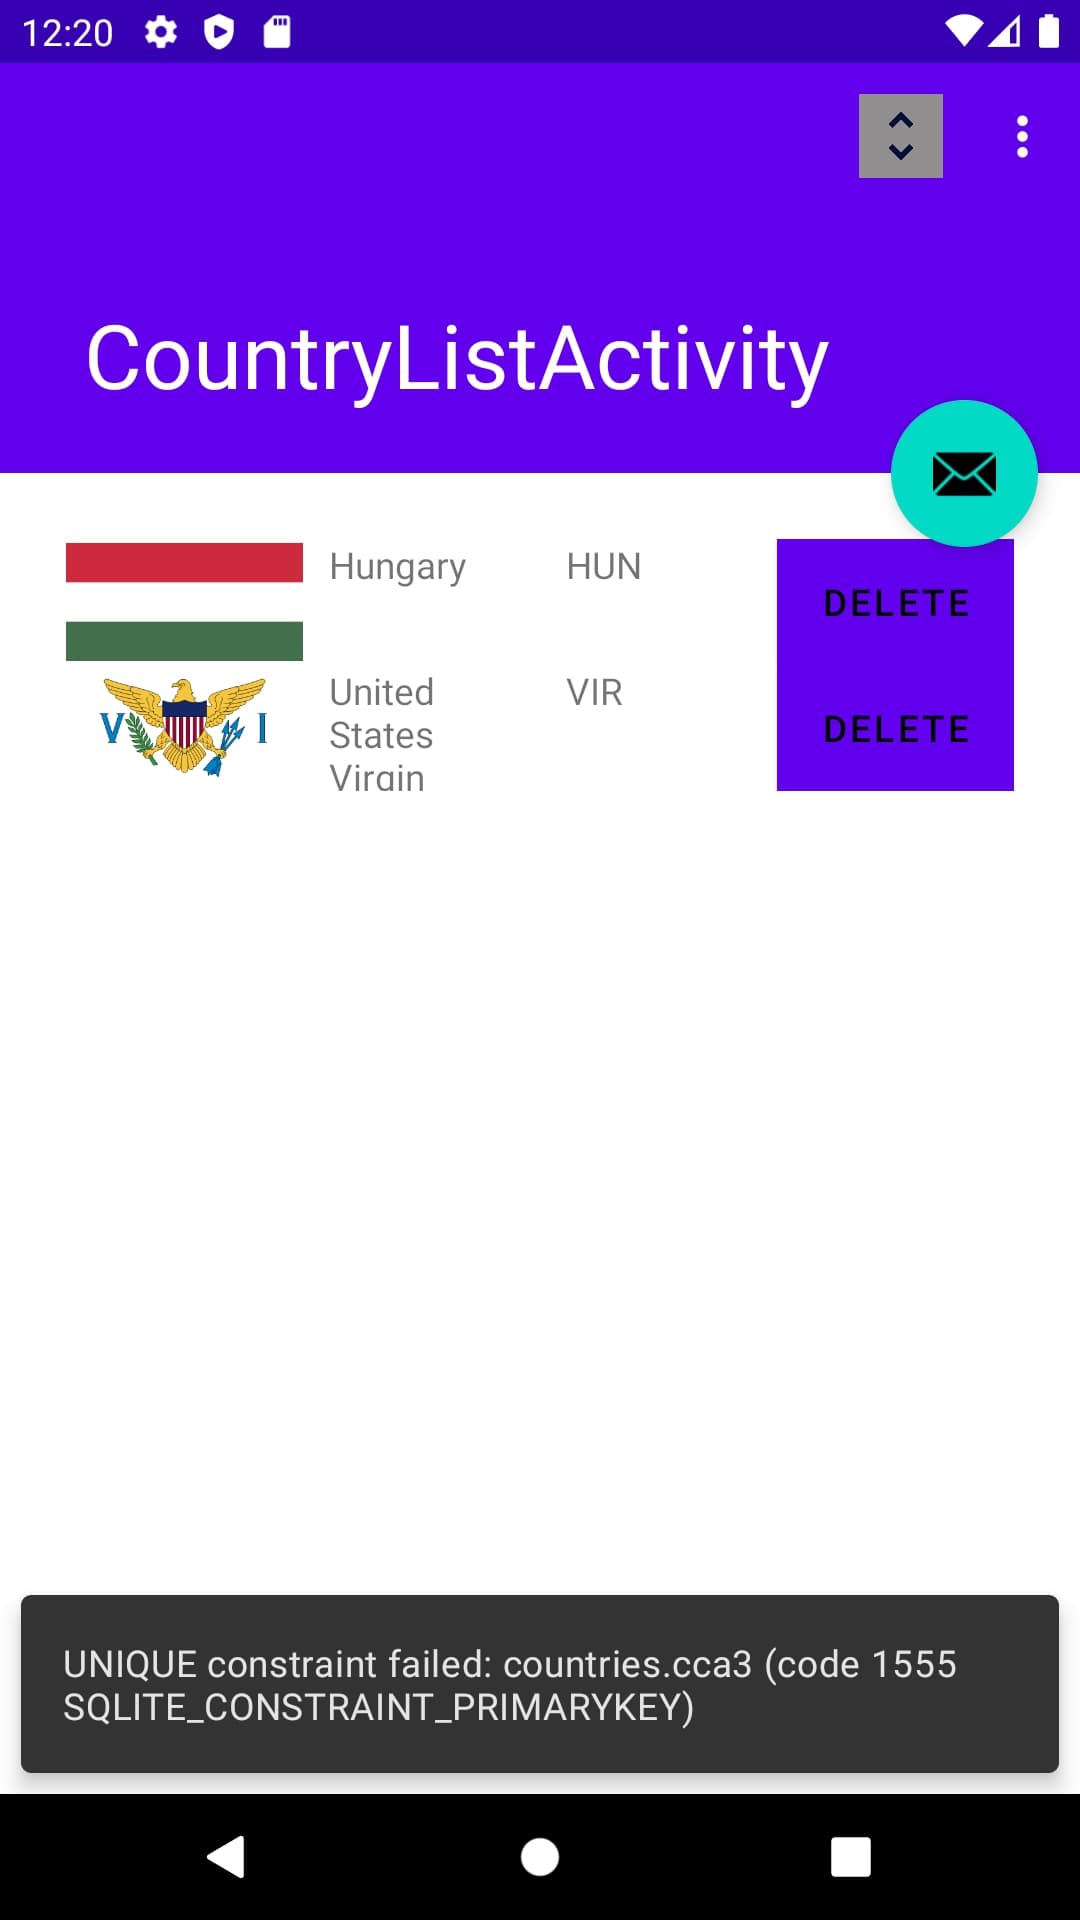 12:20
CountryListActivity
Hungary HUN DELETE
V I
United VIR DELETE
States
Virgin
UNIQUE constraint failed: countries.cca3 (code 1555
SQLITE_CONSTRAINT_PRIMARYKEY)